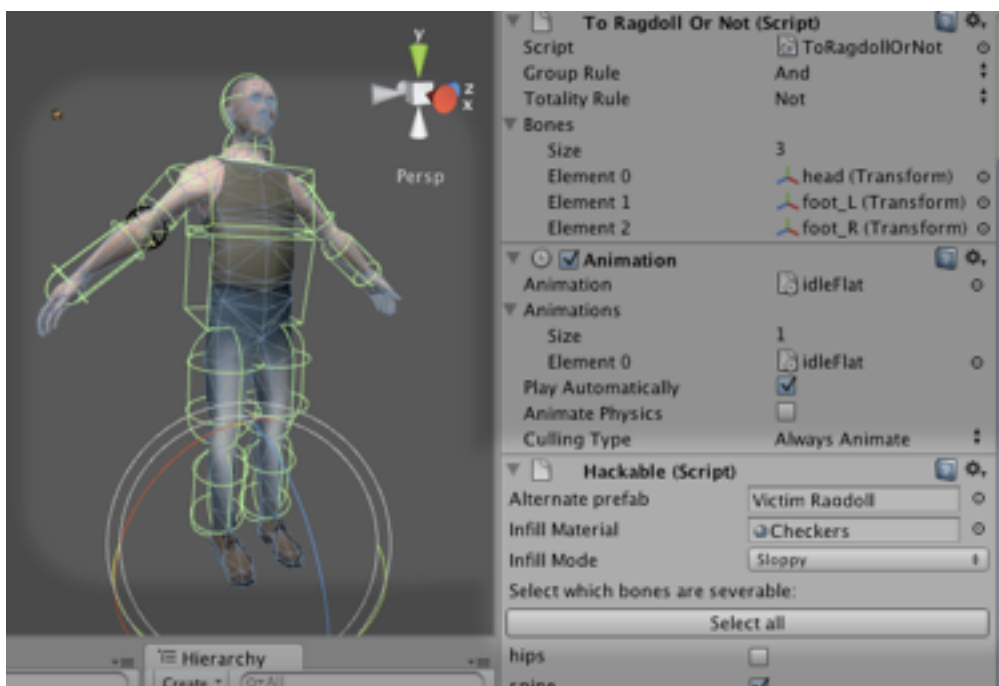 y
z
x
Persp
To Ragdoll Or Not (Script)
Script ToRagdollOrNot
Group Rule And
Totality Rule Not
Bones
Size 3
Element 0 head (Transform)
Element 1 foot_L (Transform)
Element 2 foot_R (Transform)
Animation
Animation idleFlat
Animations
Size 1
Element 0 idleFlat
Play Automatically
Animate Physics
Culling Type Always Animate
Hackable (Script)
Alternate prefab Victim Ragdoll
Infill Material Checkers
Infill Mode Sloppy
Select which bones are severable:
Select all
hips
spine
Hierarchy
Create All